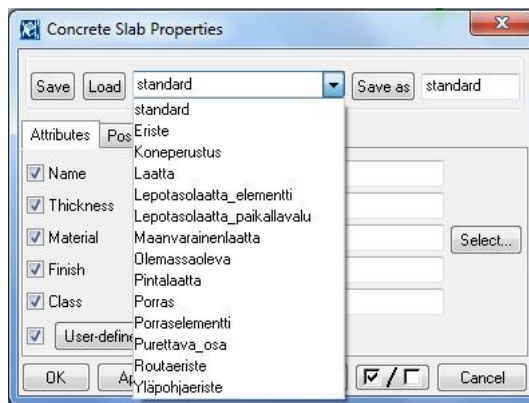 Concrete Slab Properties
Save Load standard Save as standard
standard
Eriste
Koneperustus
Laatta
Lepotasolaatta_elementti
Lepotasolaatta_paikallavalu
Maanvarainenlaatta
Olemassaoleva
Pintalaatta
Porras
Porraselementti
Purettava_osa
Routaeriste
Yläpohjaeriste
Attributes
Name
Thickness
Material
Select...
Finish
Class
OK
Cancel